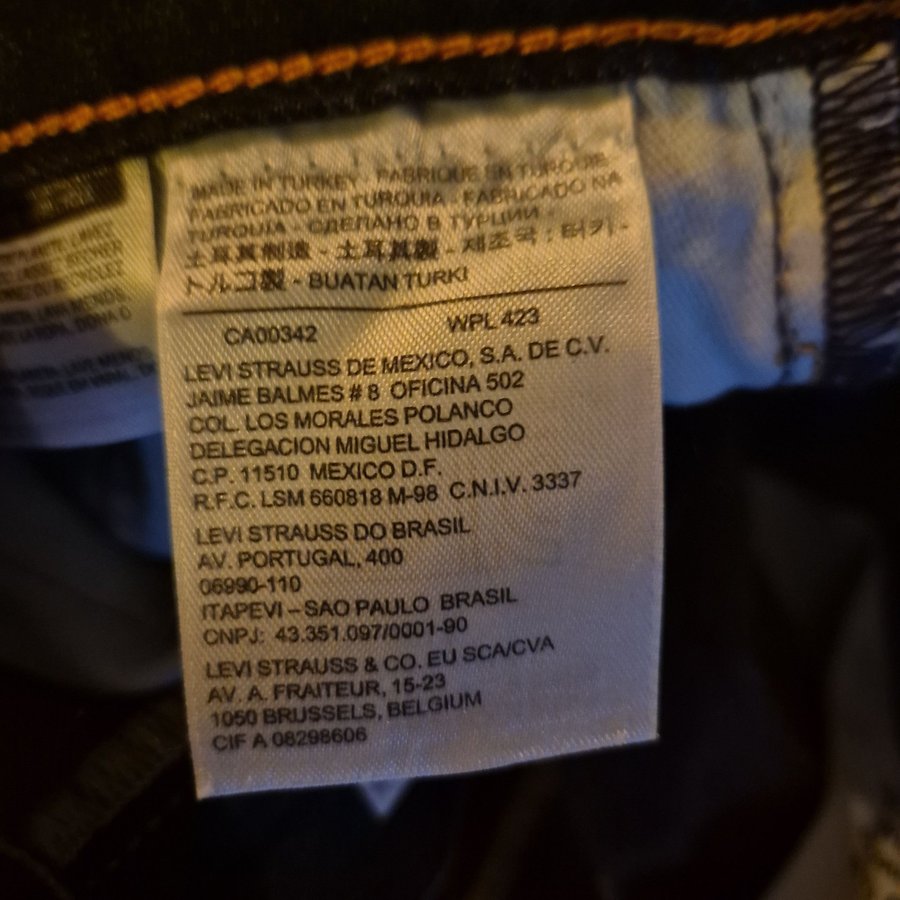 MADE IN TURKEY - FABRIQUE EN TURQUIE
FABRICADO EN TURQUIA - FABRICADO NA
TURQUIA - СДЕЛАНО В ТУРЦИИ -
土耳其制造 - 土耳其製 - 제조국 : 터키 -
トルコ製 - BUATAN TURKI
CA00342 WPL 423
LEVI STRAUSS DE MEXICO, S.A. DE C.V.
JAIME BALMES # 8 OFICINA 502
COL. LOS MORALES POLANCO
DELEGACION MIGUEL HIDALGO
C.P. 11510 MEXICO D.F.
R.F.C. LSM 660818 M-98 C.N.I.V. 3337
LEVI STRAUSS DO BRASIL
AV. PORTUGAL, 400
06990-110
ITAPEVI – SAO PAULO BRASIL
CNPJ: 43.351.097/0001-90
LEVI STRAUSS & CO. EU SCA/CVA
AV. A. FRAITEUR, 15-23
1050 BRUSSELS, BELGIUM
CIF A 08298606